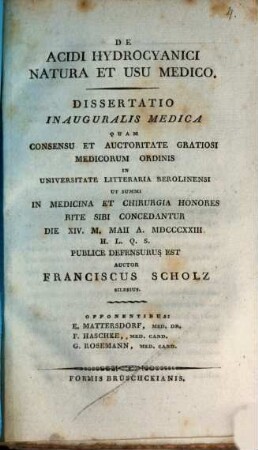 4.
DE
ACIDI HYDROCYANICI
NATURA ET USU MEDICO.
DISSERTATIO
INAUGURALIS MEDICA
QUAM
CONSENSU ET AUCTORITATE GRATIOSI
MEDICORUM ORDINIS
IN
UNIVERSITATE LITTERARIA BEROLINENSI
UT SUMMI
IN MEDICINA ET CHIRURGIA HONORES
RITE SIBI CONCEDANTUR
DIE XIV. M. MAII A. MDCCCXXIII
H. L. Q. S.
PUBLICE DEFENSURUS EST
AUCTOR
FRANCISCUS SCHOLZ
SILESIUS.
OPPONENTIBUS:
E. MATTERSDORF, MED. DR.
F. HASCHKE, MED. CAND.
G. ROSEMANN, MED. CAND.
FORMIS BRÜSCHCKIANIS.